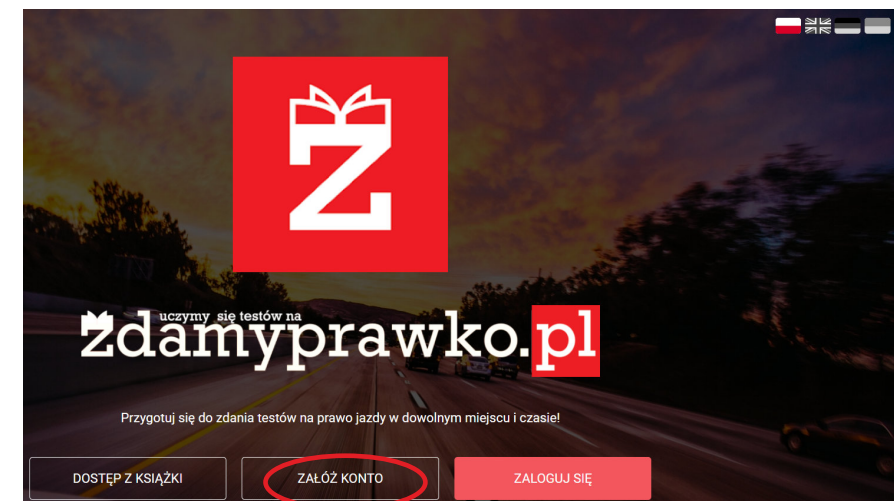 Z
uczymy się testów na
zdamyprawko.pl
Przygotuj się do zdania testów na prawo jazdy w dowolnym miejscu i czasie!
DOSTĘP Z KSIĄŻKI
ZAŁÓŻ KONTO
ZALOGUJ SIĘ